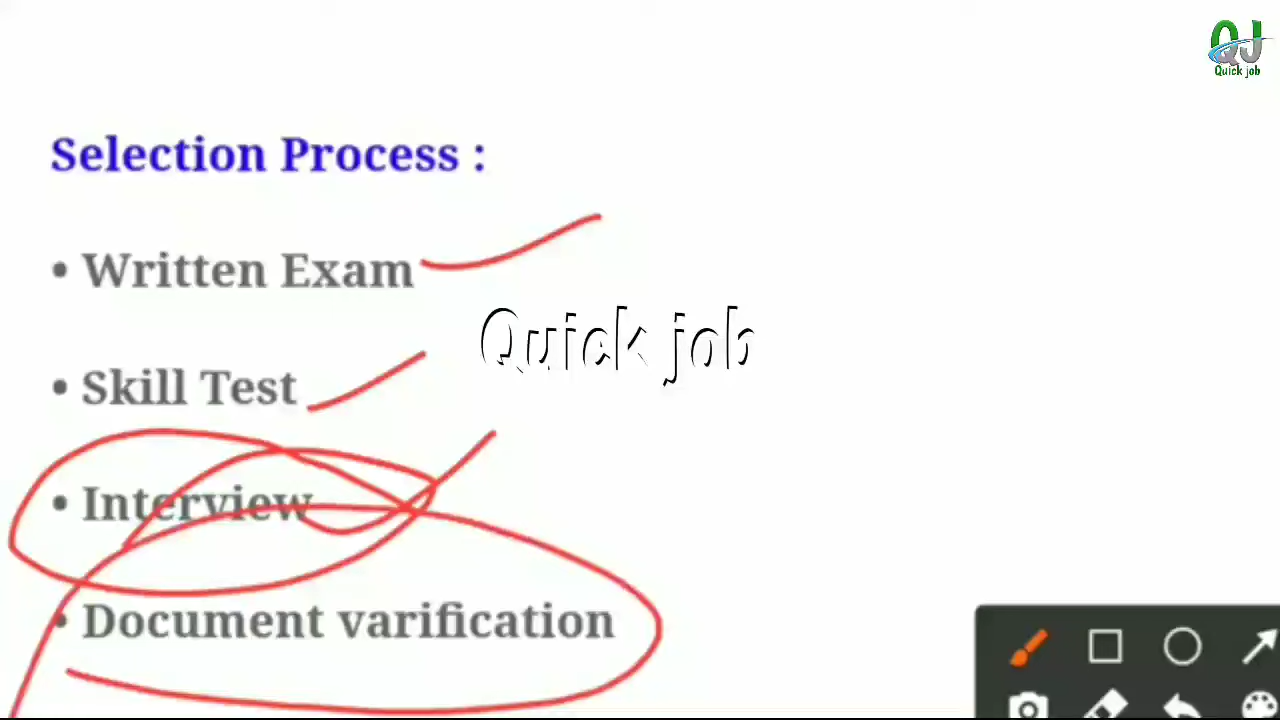 QJ
Quick job
Selection Process :
• Written Exam
Quick job
• Skill Test
• Interview
• Document varification